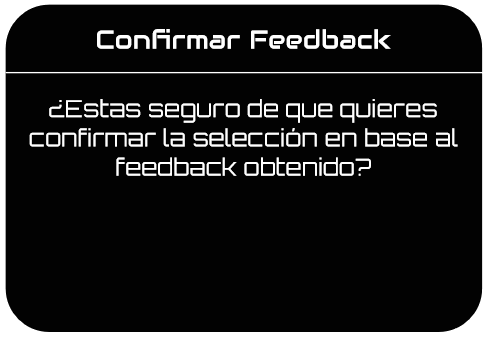 Confirmar Feedback
¿Estas seguro de que quieres
confirmar la selección en base al
feedback obtenido?